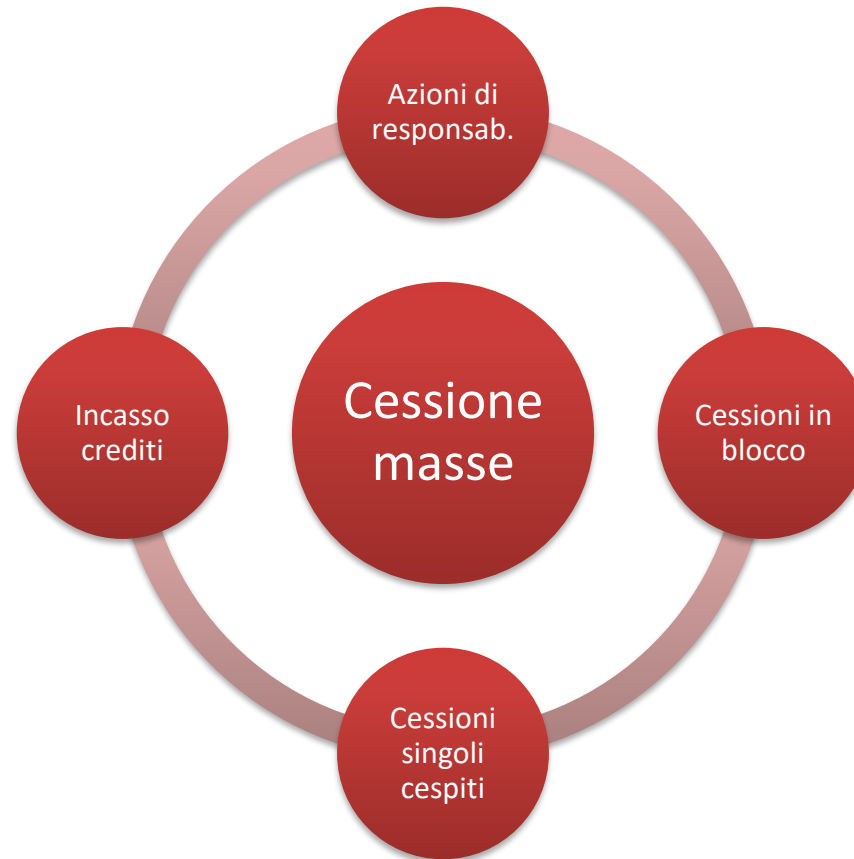 Azioni di
responsab.
Incasso
crediti
Cessione
masse
Cessioni in
blocco
Cessioni
singoli
cespiti